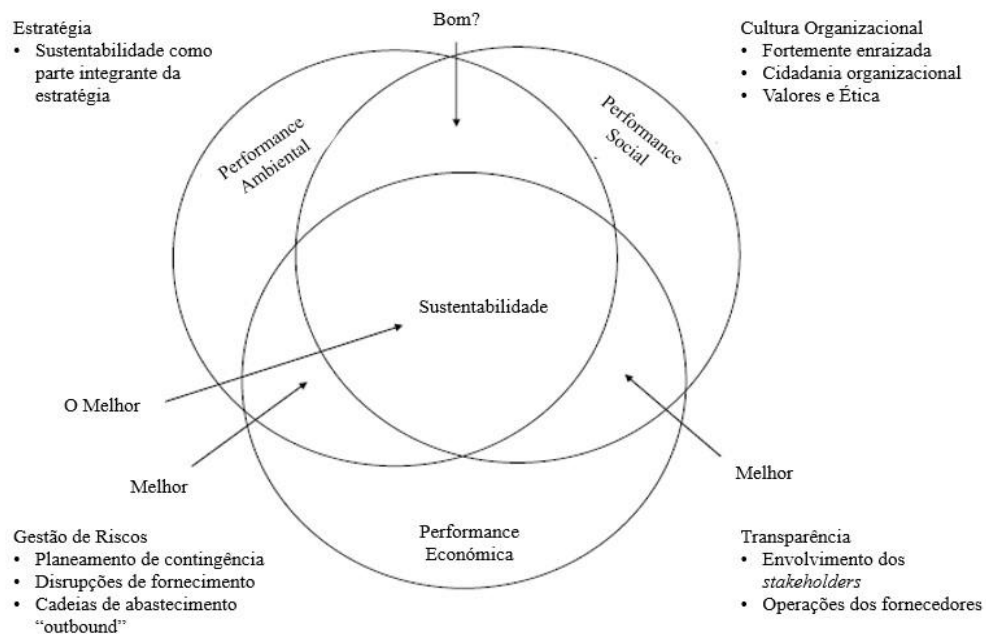 Estratégia
• Sustentabilidade como
parte integrante da
estratégia
Bom?
Cultura Organizacional
• Fortemente enraizada
• Cidadania organizacional
• Valores e Ética
Performance
Ambiental
Performance
Social
Sustentabilidade
O Melhor
Melhor
Melhor
Performance
Económica
Gestão de Riscos
• Planeamento de contingência
• Disrupções de fornecimento
• Cadeias de abastecimento
“outbound”
Transparência
• Envolvimento dos
stakeholders
• Operações dos fornecedores